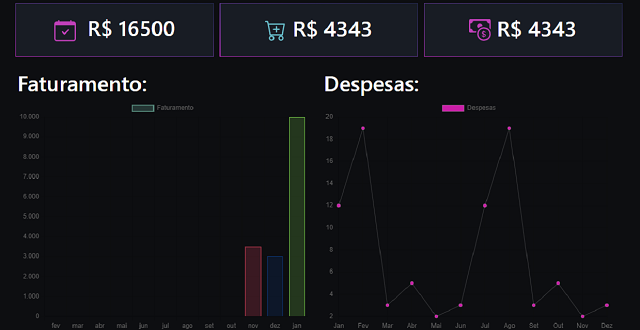 R$ 16500
R$ 4343
R$ 4343
Faturamento:
Despesas:
Faturamento
10.000
9.000
8.000
7.000
6.000
5.000
4.000
3.000
2.000
1.000
0
fev mar abr mai jun jul ago set out nov dez jan
Despesas
20
18
16
14
12
10
8
6
4
2
Jan Fev Mar Abr Mai Jun Jul Ago Set Out Nov Dez